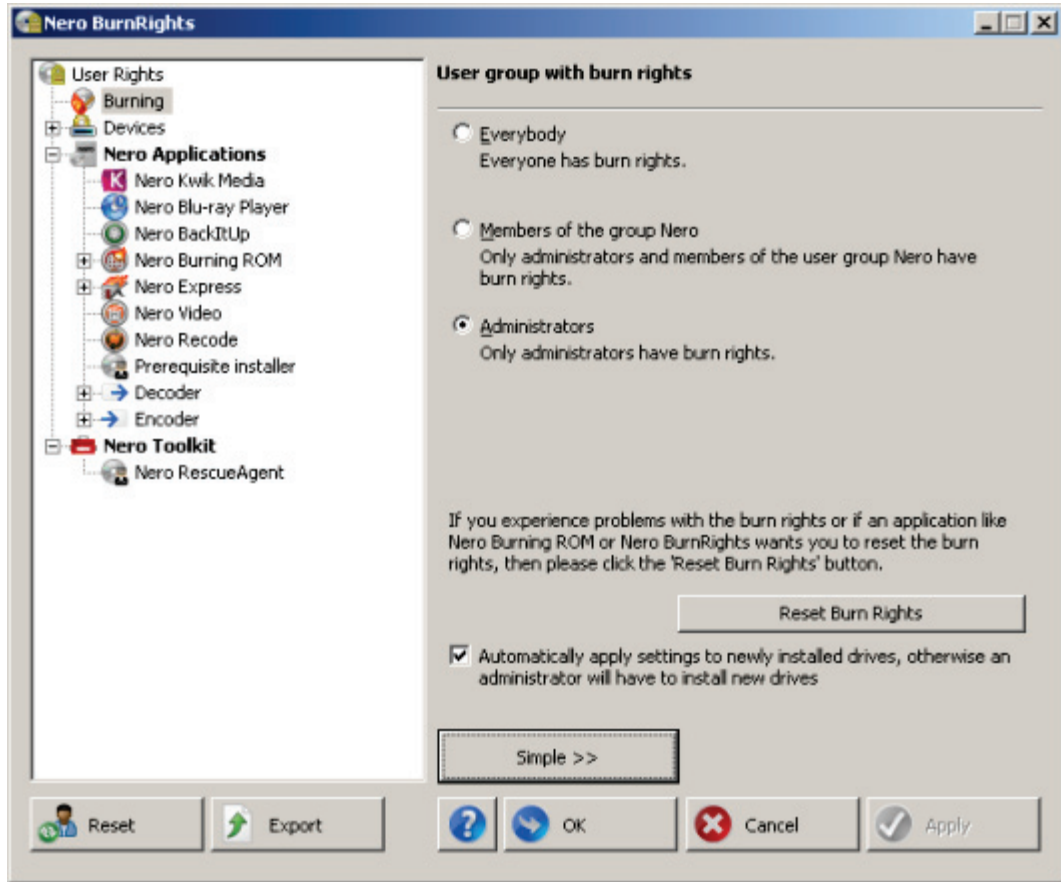 Nero BurnRights
User Rights
Burning
Devices
Nero Applications
Nero Kwik Media
Nero Blu-ray Player
Nero BackItUp
Nero Burning ROM
Nero Express
Nero Video
Nero Recode
Prerequisite installer
Decoder
Encoder
Nero Toolkit
Nero RescueAgent
User group with burn rights
Everybody
Everyone has burn rights.
Members of the group Nero
Only administrators and members of the user group Nero have
burn rights.
Administrators
Only administrators have burn rights.
If you experience problems with the burn rights or if an application like
Nero Burning ROM or Nero BurnRights wants you to reset the burn
rights, then please click the 'Reset Burn Rights' button.
Reset Burn Rights
Automatically apply settings to newly installed drives, otherwise an
administrator will have to install new drives
Simple >>
Reset
Export
?
OK
Cancel
Apply